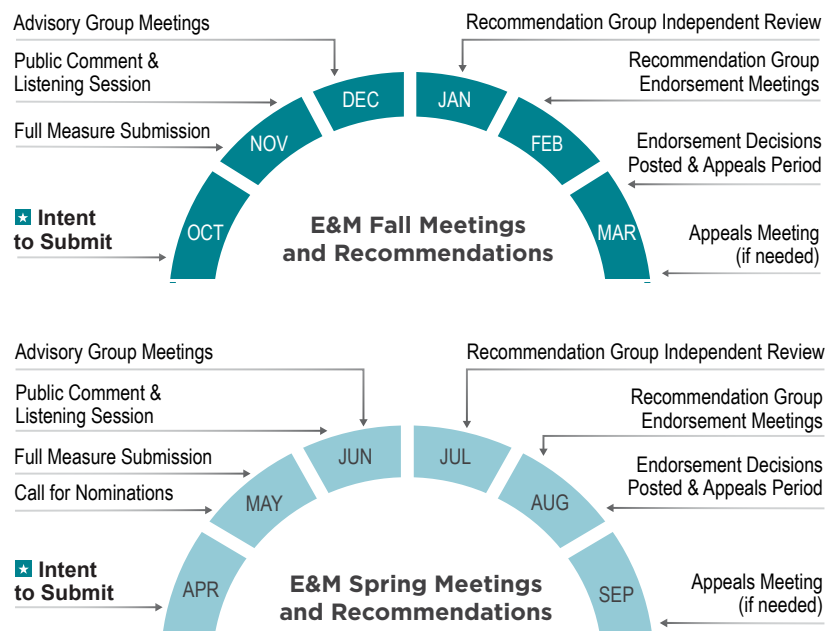 Advisory Group Meetings
Public Comment &
Listening Session
Full Measure Submission
Intent
to Submit
OCT
NOV
DEC
JAN
FEB
MAR
E&M Fall Meetings
and Recommendations
Recommendation Group Independent Review
Recommendation Group
Endorsement Meetings
Endorsement Decisions
Posted & Appeals Period
Appeals Meeting
(if needed)
Advisory Group Meetings
Public Comment &
Listening Session
Full Measure Submission
Call for Nominations
Intent
to Submit
APR
MAY
JUN
JUL
AUG
SEP
E&M Spring Meetings
and Recommendations
Recommendation Group Independent Review
Recommendation Group
Endorsement Meetings
Endorsement Decisions
Posted & Appeals Period
Appeals Meeting
(if needed)